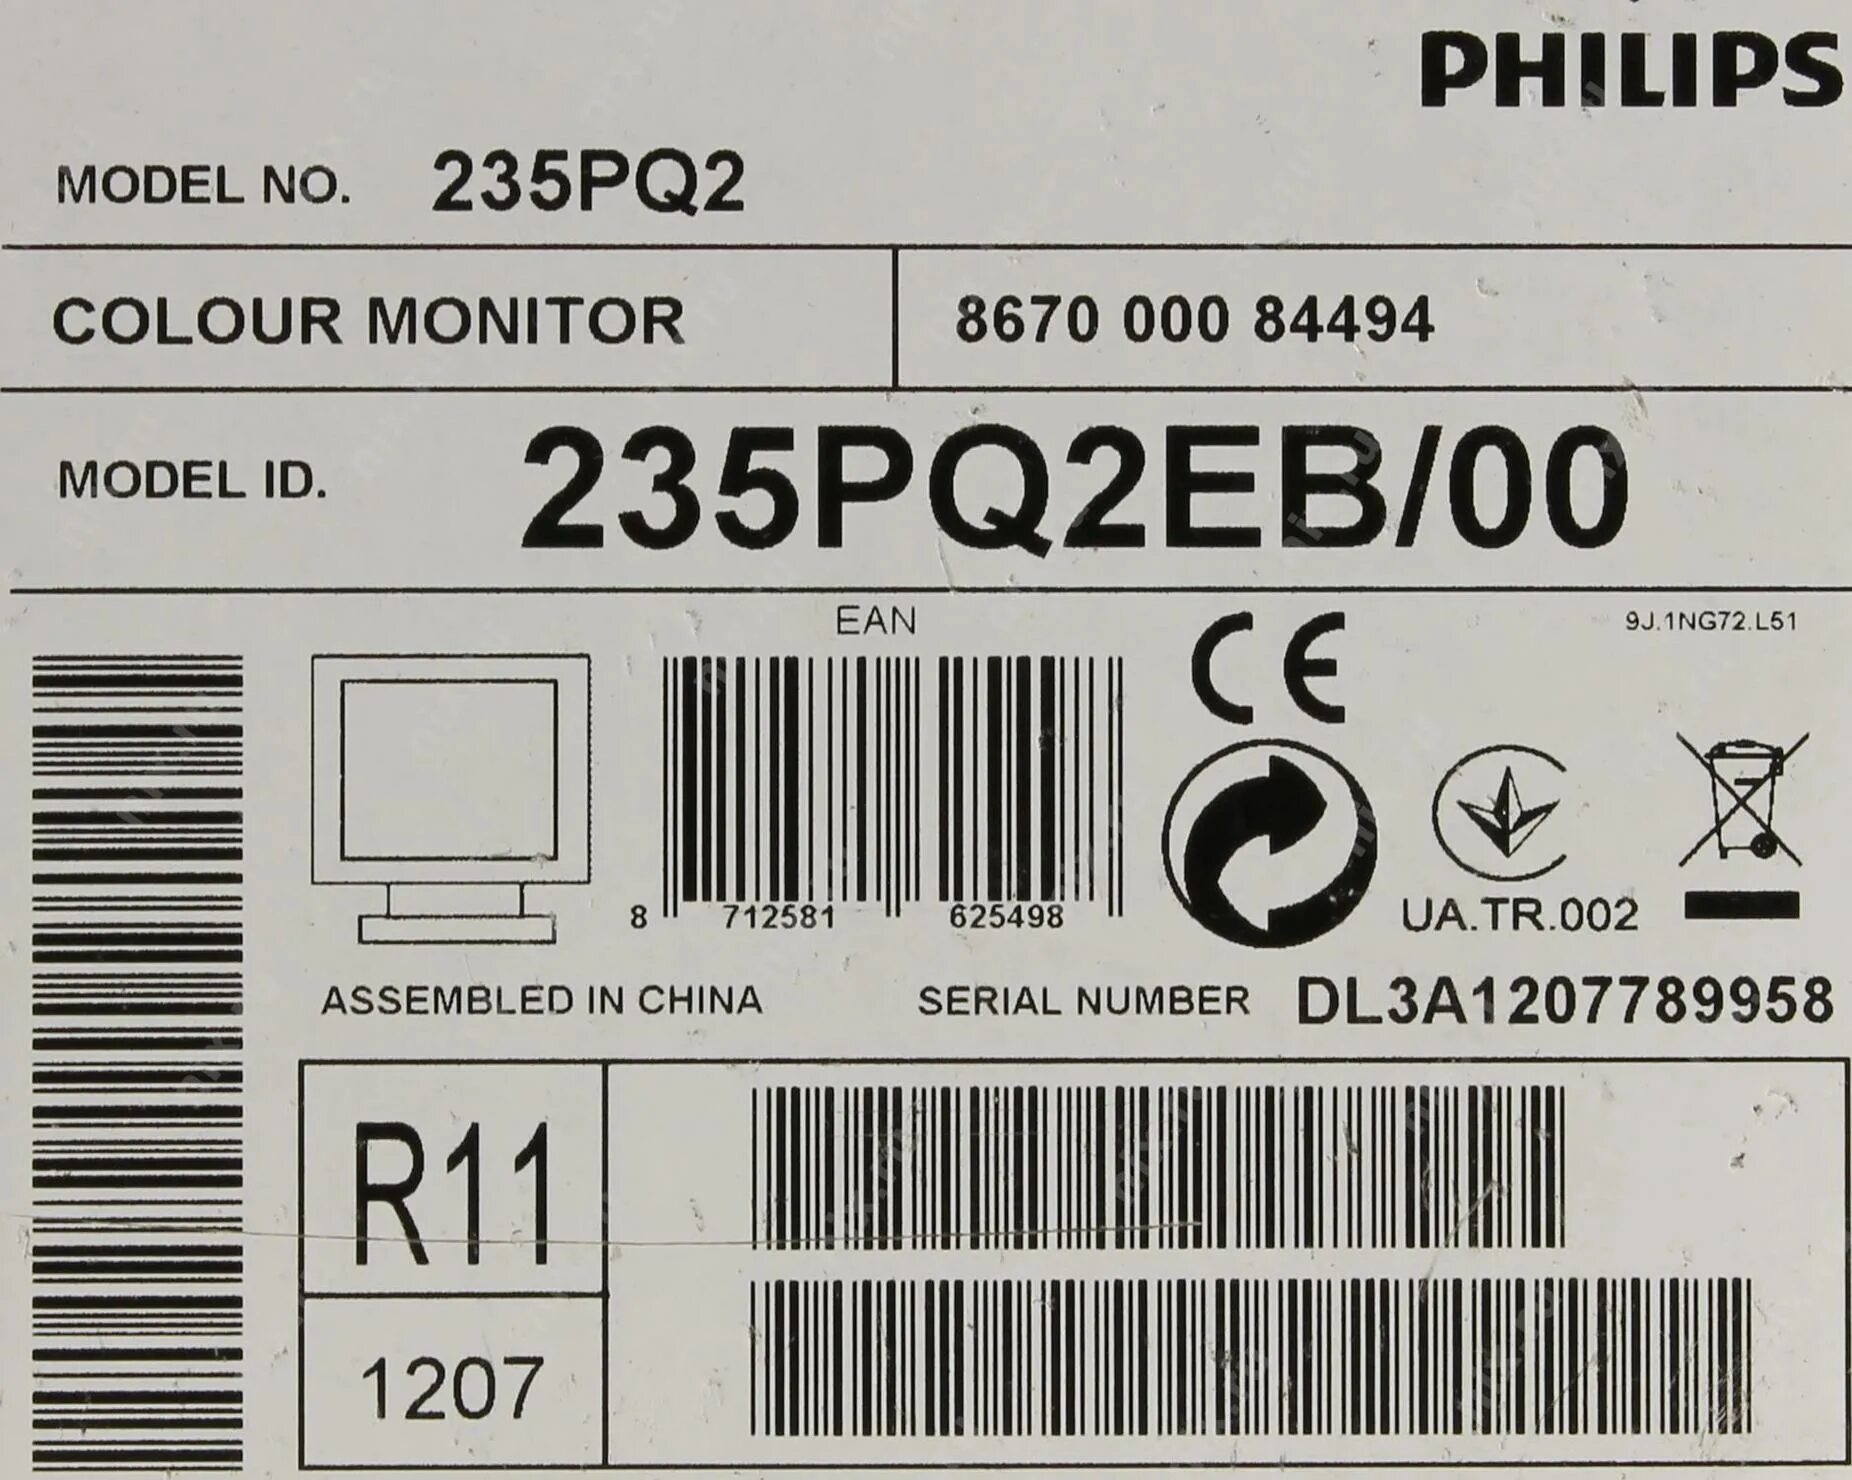 PHILIPS
MODEL NO. 235PQ2
COLOUR MONITOR 8670 000 84494
MODEL ID. 235PQ2EB/00
EAN
9J.1NG72.L51
CE
8 712581 625498
UA.TR.002
ASSEMBLED IN CHINA SERIAL NUMBER DL3A1207789958
R11
1207